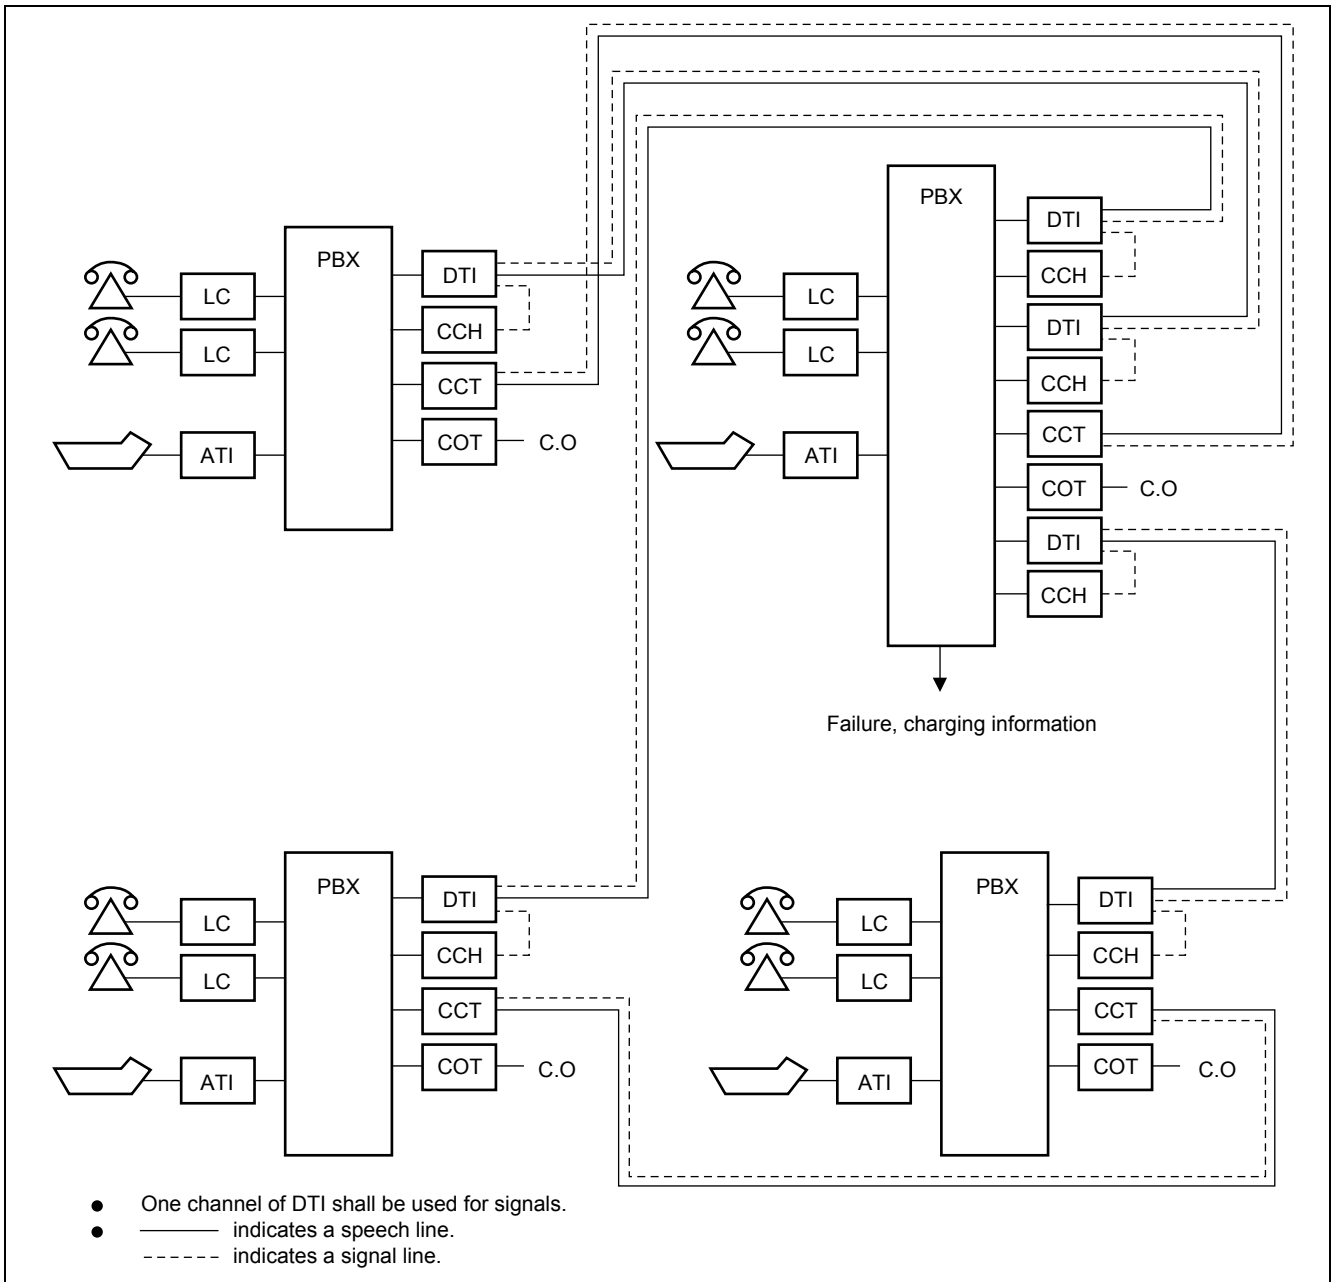 PBX
DTI
LC
CCH
LC
CCT
ATI
COT
C.O
PBX
DTI
CCH
LC
DTI
LC
CCH
CCT
ATI
COT
C.O
DTI
CCH
Failure, charging information
PBX
DTI
LC
CCH
LC
CCT
ATI
COT
C.O
PBX
DTI
LC
CCH
LC
CCT
ATI
COT
C.O
● One channel of DTI shall be used for signals.
● indicates a speech line.
indicates a signal line.